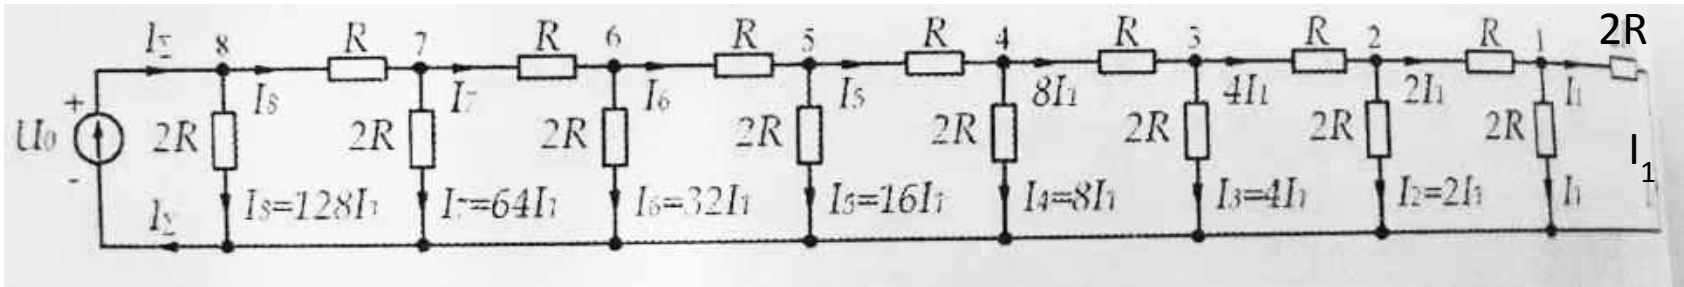 I_Σ 8 R 7 R 6 R 5 R 4 R 3 R 2 R 1 2R
I₈ I₇ I₆ I₅ 8I₁ 4I₁ 2I₁ I₁
+ U₀ - 2R 2R 2R 2R 2R 2R 2R 2R I₁
I_Σ I₈=128I₁ I₇=64I₁ I₆=32I₁ I₅=16I₁ I₄=8I₁ I₃=4I₁ I₂=2I₁ I₁